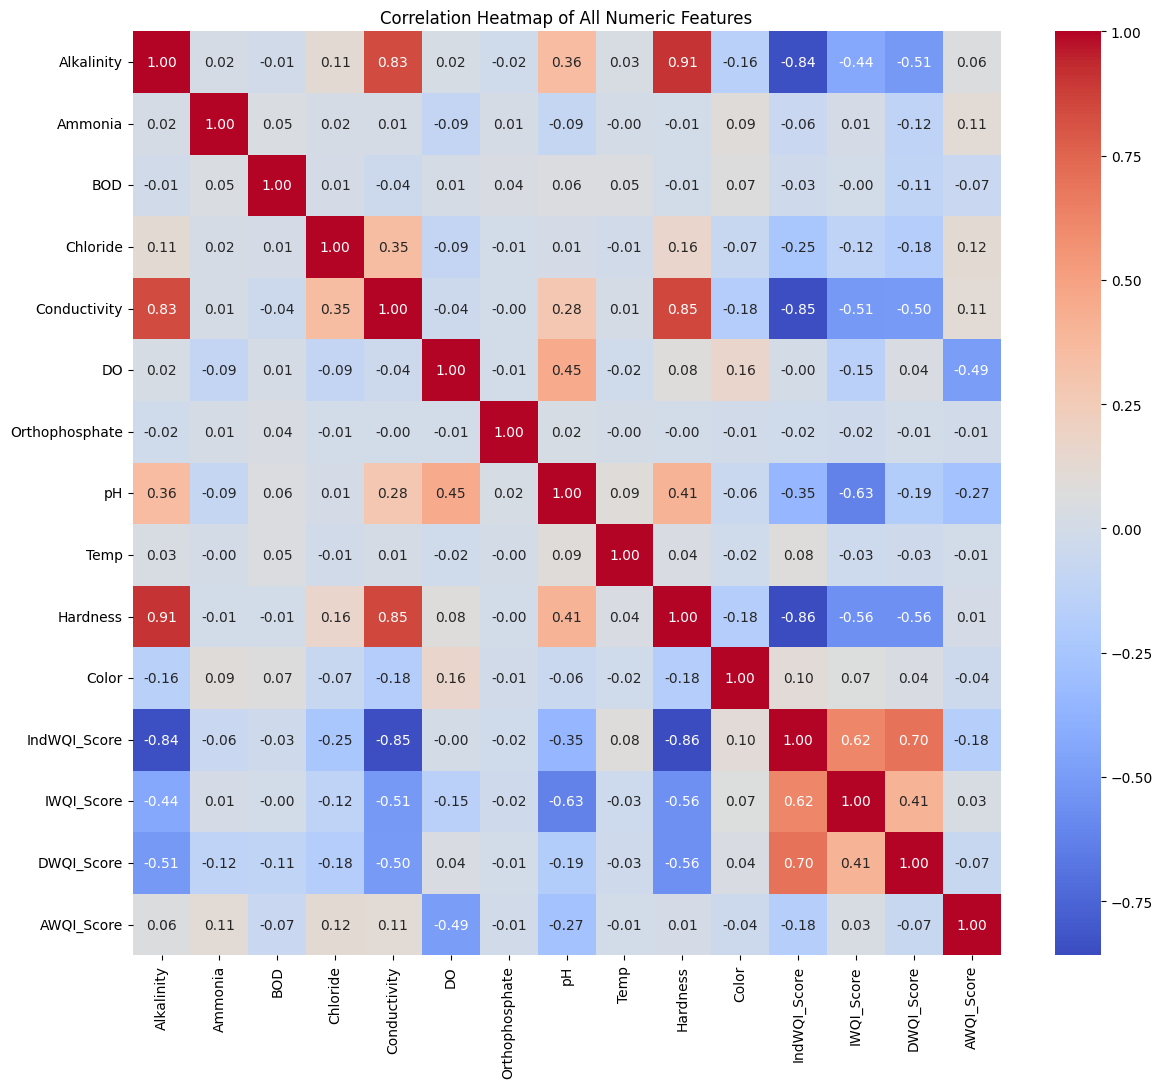 Correlation Heatmap of All Numeric Features
Alkalinity 1.00 0.02 -0.01 0.11 0.83 0.02 -0.02 0.36 0.03 0.91 -0.16 -0.84 -0.44 -0.51 0.06
Ammonia 0.02 1.00 0.05 0.02 0.01 -0.09 0.01 -0.09 -0.00 -0.01 0.09 -0.06 0.01 -0.12 0.11
BOD -0.01 0.05 1.00 0.01 -0.04 0.01 0.04 0.06 0.05 -0.01 0.07 -0.03 -0.00 -0.11 -0.07
Chloride 0.11 0.02 0.01 1.00 0.35 -0.09 -0.01 0.01 -0.01 0.16 -0.07 -0.25 -0.12 -0.18 0.12
Conductivity 0.83 0.01 -0.04 0.35 1.00 -0.04 -0.00 0.28 0.01 0.85 -0.18 -0.85 -0.51 -0.50 0.11
DO 0.02 -0.09 0.01 -0.09 -0.04 1.00 -0.01 0.45 -0.02 0.08 0.16 -0.00 -0.15 0.04 -0.49
Orthophosphate -0.02 0.01 0.04 -0.01 -0.00 -0.01 1.00 0.02 -0.00 -0.00 -0.01 -0.02 -0.02 -0.01 -0.01
pH 0.36 -0.09 0.06 0.01 0.28 0.45 0.02 1.00 0.09 0.41 -0.06 -0.35 -0.63 -0.19 -0.27
Temp 0.03 -0.00 0.05 -0.01 0.01 -0.02 -0.00 0.09 1.00 0.04 -0.02 0.08 -0.03 -0.03 -0.01
Hardness 0.91 -0.01 -0.01 0.16 0.85 0.08 -0.00 0.41 0.04 1.00 -0.18 -0.86 -0.56 -0.56 0.01
Color -0.16 0.09 0.07 -0.07 -0.18 0.16 -0.01 -0.06 -0.02 -0.18 1.00 0.10 0.07 0.04 -0.04
IndWQI_Score -0.84 -0.06 -0.03 -0.25 -0.85 -0.00 -0.02 -0.35 0.08 -0.86 0.10 1.00 0.62 0.70 -0.18
IWQI_Score -0.44 0.01 -0.00 -0.12 -0.51 -0.15 -0.02 -0.63 -0.03 -0.56 0.07 0.62 1.00 0.41 0.03
DWQI_Score -0.51 -0.12 -0.11 -0.18 -0.50 0.04 -0.01 -0.19 -0.03 -0.56 0.04 0.70 0.41 1.00 -0.07
AWQI_Score 0.06 0.11 -0.07 0.12 0.11 -0.49 -0.01 -0.27 -0.01 0.01 -0.04 -0.18 0.03 -0.07 1.00
Alkalinity
Ammonia
BOD
Chloride
Conductivity
DO
Orthophosphate
pH
Temp
Hardness
Color
IndWQI_Score
IWQI_Score
DWQI_Score
AWQI_Score
1.00
0.75
0.50
0.25
0.00
−0.25
−0.50
−0.75